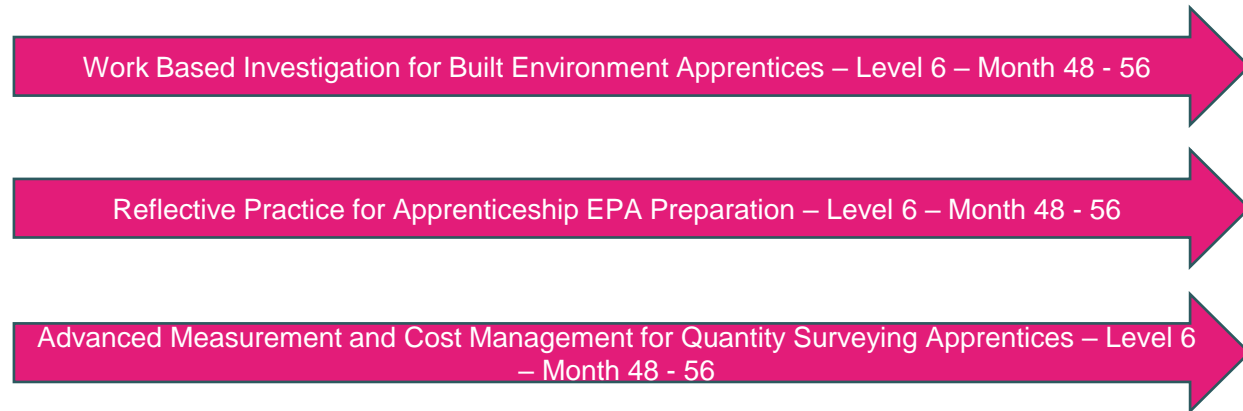 Work Based Investigation for Built Environment Apprentices – Level 6 – Month 48 - 56
Reflective Practice for Apprenticeship EPA Preparation – Level 6 – Month 48 - 56
Advanced Measurement and Cost Management for Quantity Surveying Apprentices – Level 6
– Month 48 - 56